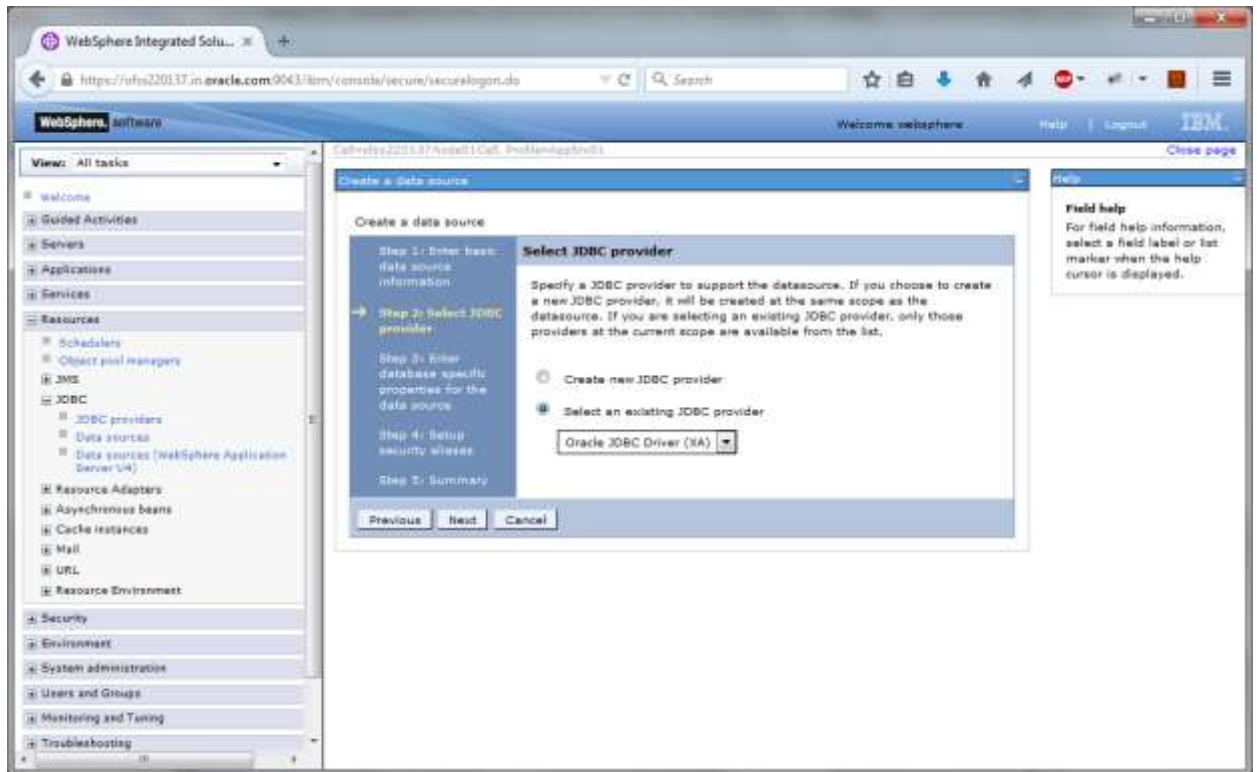 WebSphere Integrated Solu...
.in.oracle.com:9043/ibm/console/secure/securelogon.do
Search
WebSphere. software
Welcome websphere
Help | Logout
IBM.
View: All tasks
Close page
Welcome
Guided Activities
Servers
Applications
Services
Resources
Schedulers
Object pool managers
JMS
JDBC
JDBC providers
Data sources
Data sources (WebSphere Application
Server V4)
Resource Adapters
Asynchronous beans
Cache instances
Mail
URL
Resource Environment
Security
Environment
System administration
Users and Groups
Monitoring and Tuning
Troubleshooting
Create a data source
Create a data source
Step 1: Enter basic
data source
information
Step 2: Select JDBC
provider
Step 3: Enter
database specific
properties for the
data source
Step 4: Setup
security aliases
Step 5: Summary
Select JDBC provider
Specify a JDBC provider to support the datasource. If you choose to create
a new JDBC provider, it will be created at the same scope as the
datasource. If you are selecting an existing JDBC provider, only those
providers at the current scope are available from the list.
Create new JDBC provider
Select an existing JDBC provider
Oracle JDBC Driver (XA)
Previous
Next
Cancel
Help
Field help
For field help information,
select a field label or list
marker when the help
cursor is displayed.